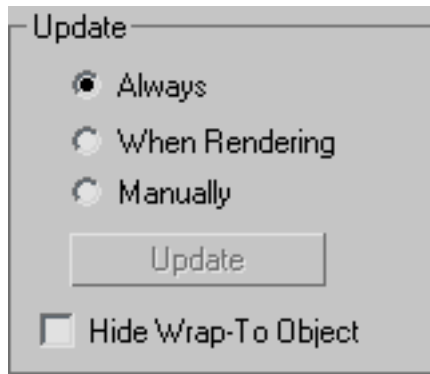 Update
Always
When Rendering
Manually
Update
Hide Wrap-To Object